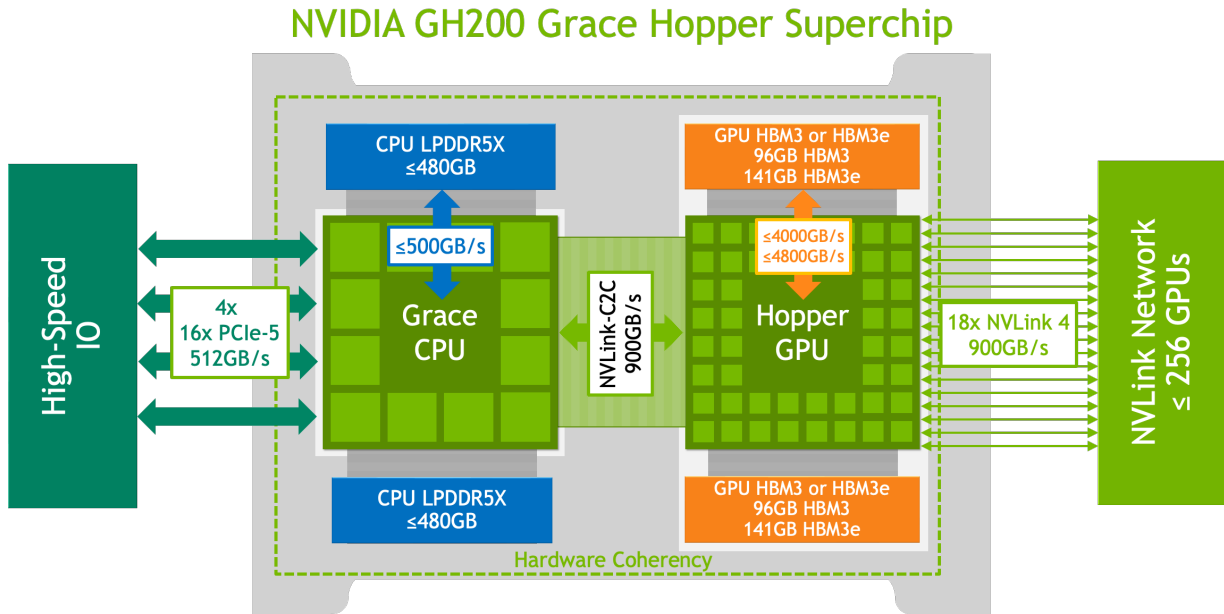 NVIDIA GH200 Grace Hopper Superchip
High-Speed
IO
4x
16x PCIe-5
512GB/s
CPU LPDDR5X
≤480GB
≤500GB/s
Grace
CPU
CPU LPDDR5X
≤480GB
NVLink-C2C
900GB/s
GPU HBM3 or HBM3e
96GB HBM3
141GB HBM3e
≤4000GB/s
≤4800GB/s
Hopper
GPU
GPU HBM3 or HBM3e
96GB HBM3
141GB HBM3e
18x NVLink 4
900GB/s
NVLink Network
≤ 256 GPUs
Hardware Coherency